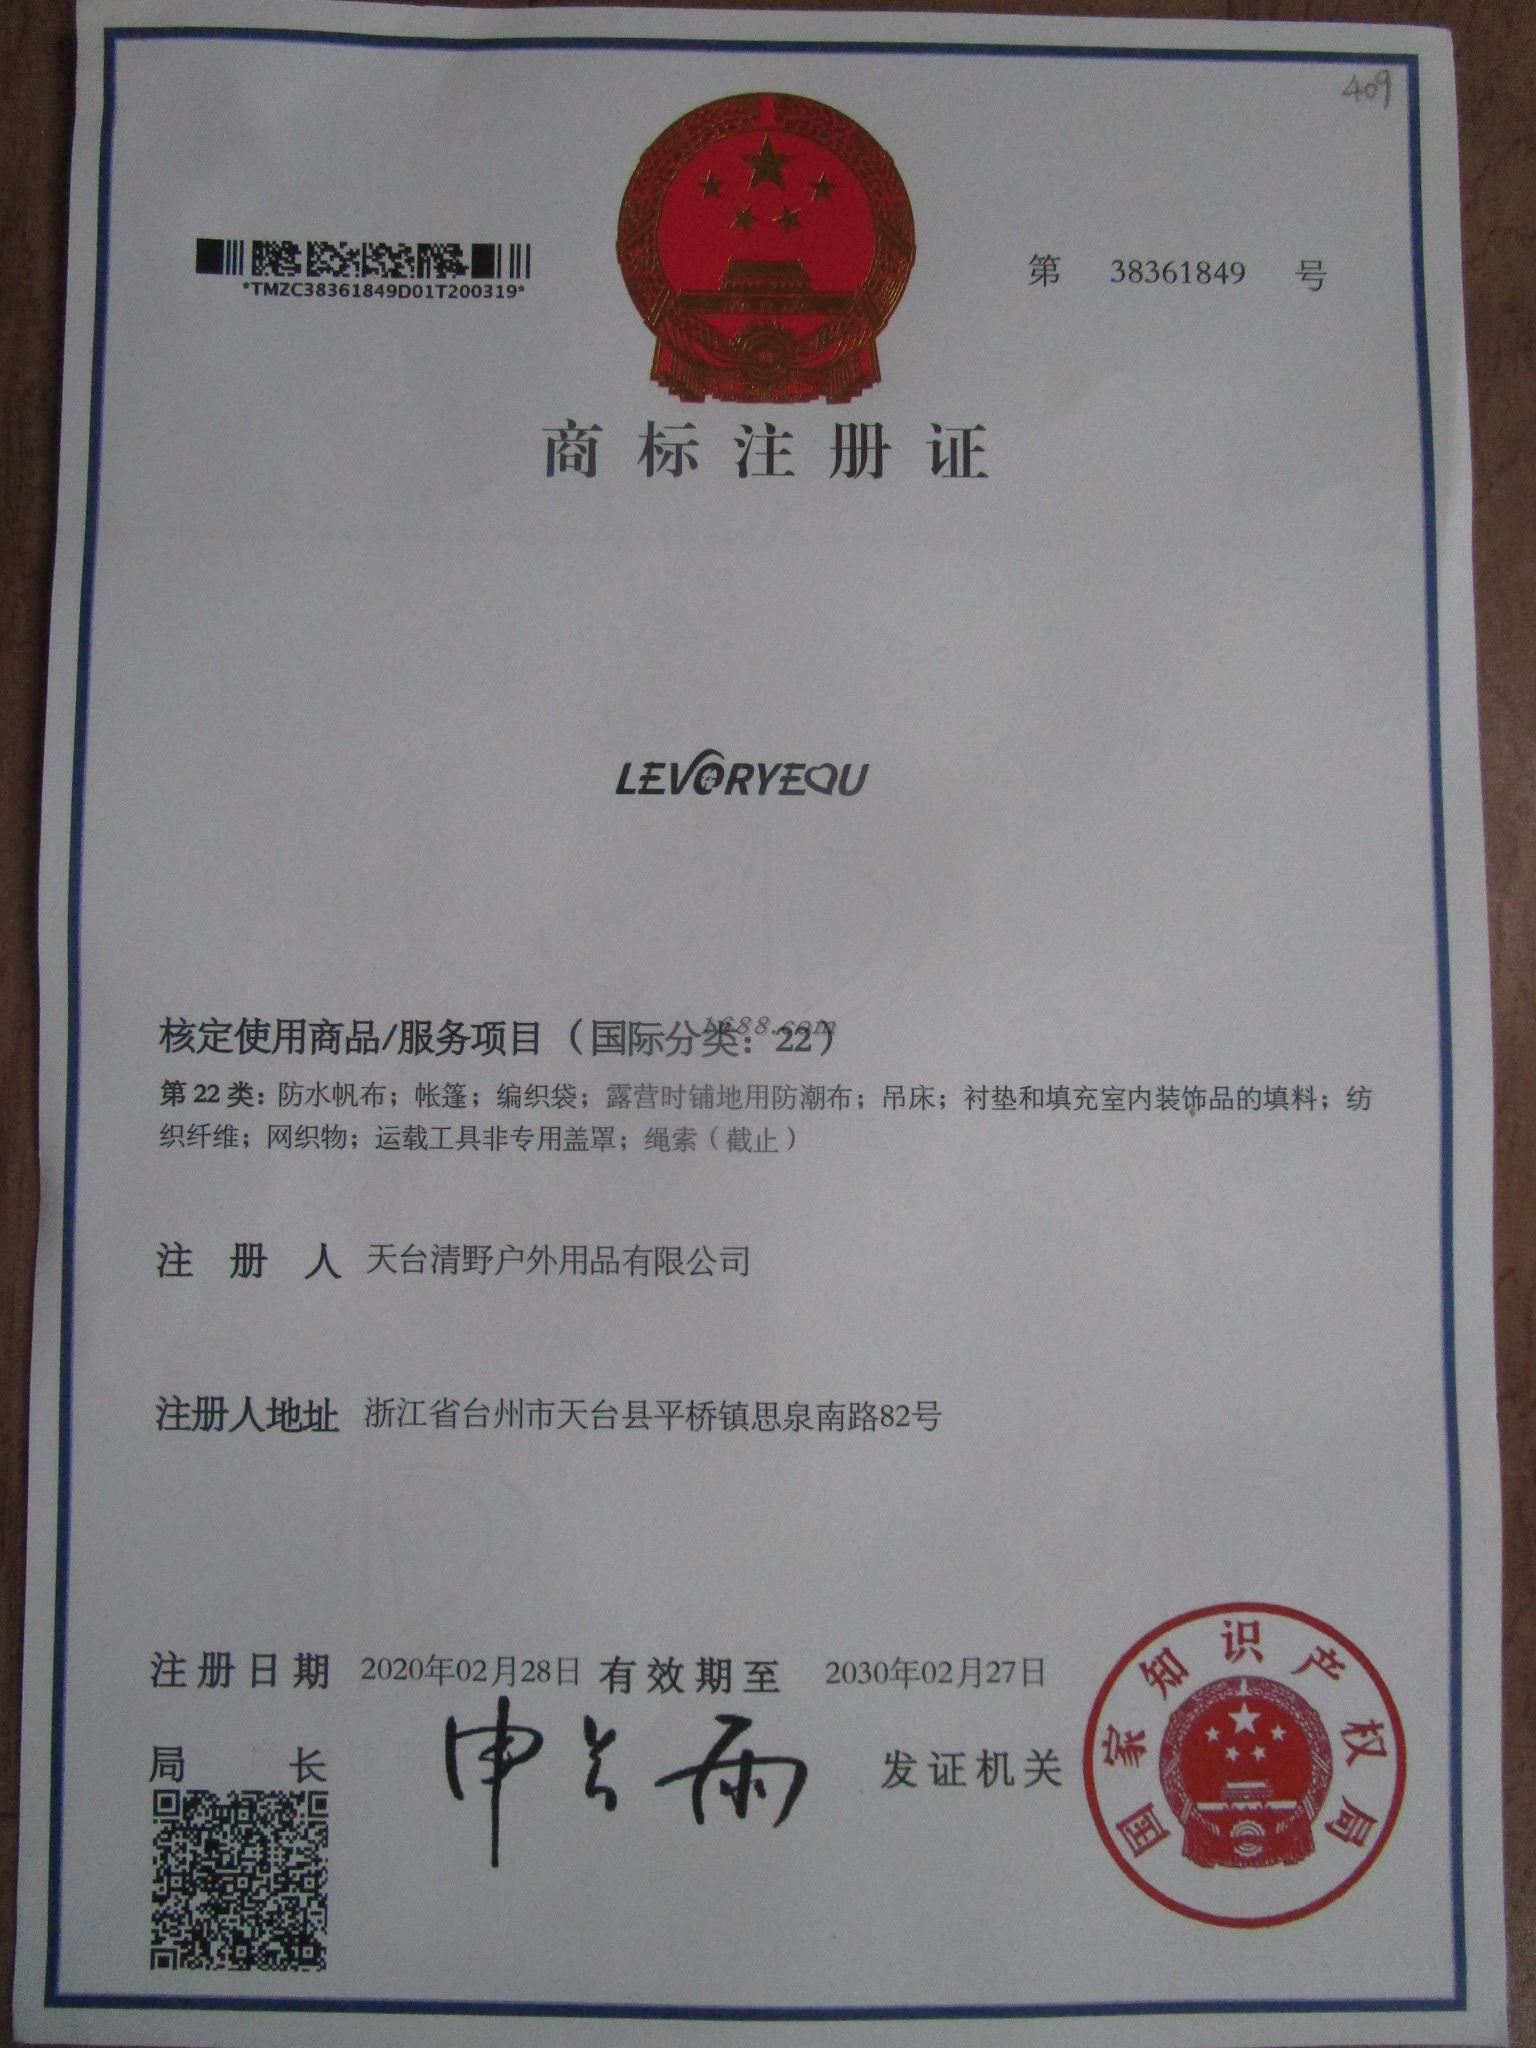 409
*TMZC38361849D01T200319*
第 38361849 号
商标注册证
LEVORYEOU
1688.com
核定使用商品/服务项目（国际分类：22）
第22类：防水帆布；帐篷；编织袋；露营时铺地用防潮布；吊床；衬垫和填充室内装饰品的填料；纺
织纤维；网织物；运载工具非专用盖罩；绳索（截止）
注册人 天台清野户外用品有限公司
注册人地址 浙江省台州市天台县平桥镇思泉南路82号
注册日期 2020年02月28日 有效期至 2030年02月27日
局长 申长雨 发证机关
国家知识产权局